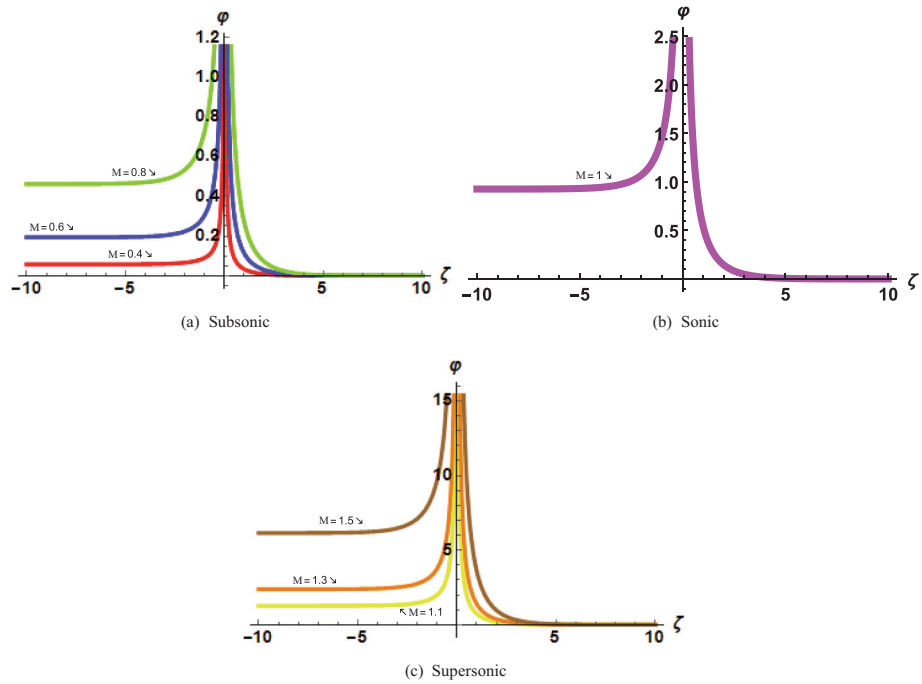 φ
1.2
1.0
0.8
M=0.8↘
0.6
0.4
M=0.6↘
0.2
M=0.4↘
ζ
−10 −5 5 10
(a) Subsonic
φ
2.5
2.0
1.5
M=1↘
1.0
0.5
ζ
−10 −5 5 10
(b) Sonic
φ
15
10
M=1.5↘
5
M=1.3↘
↖M=1.1
ζ
−10 −5 5 10
(c) Supersonic